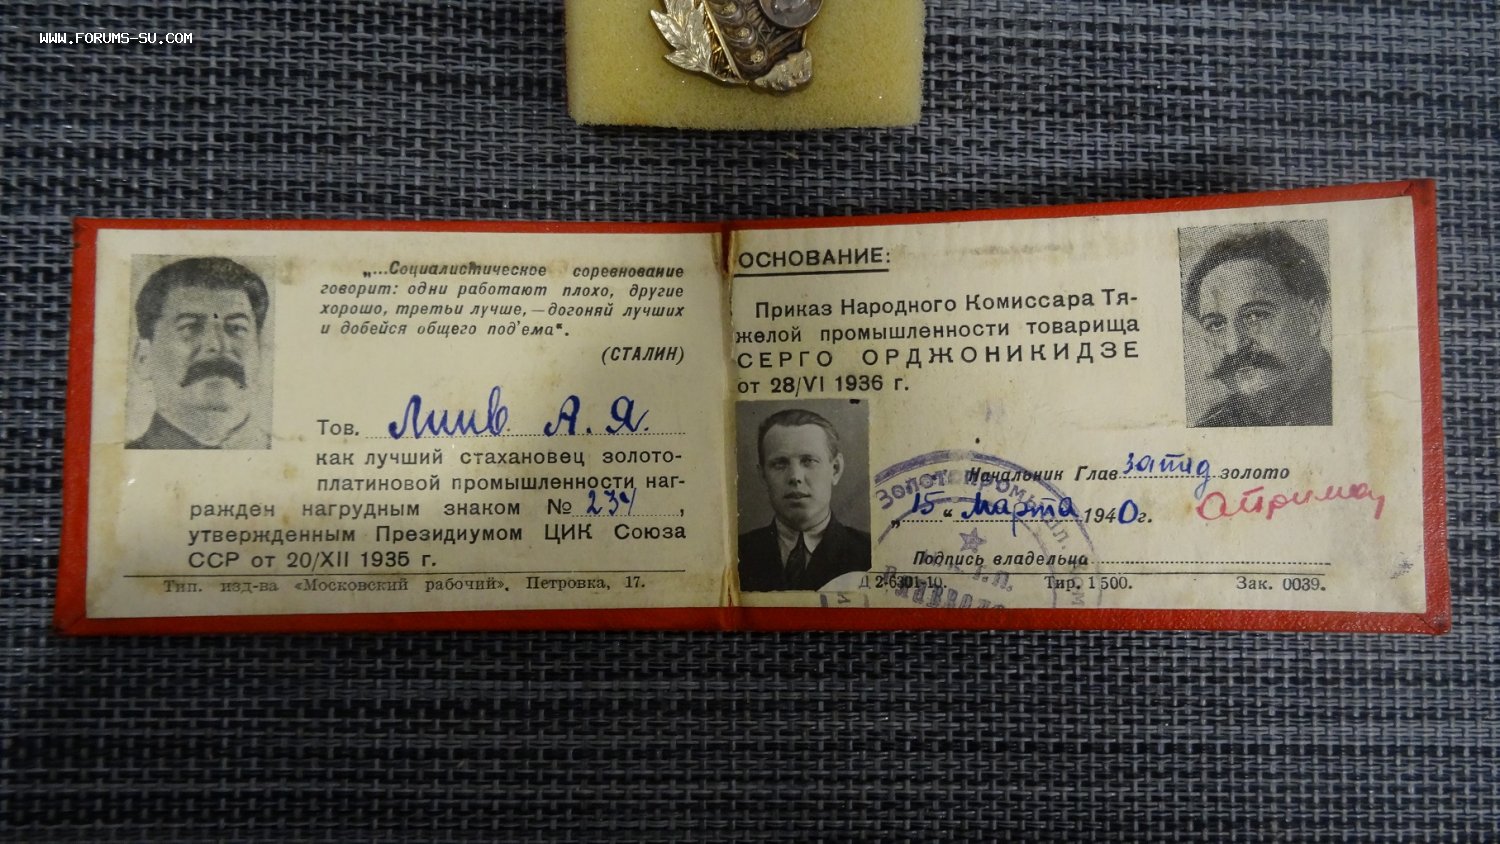 WWW.FORUMS-SU.COM
„...Социалистическое соревнование
говорит: одни работают плохо, другие
хорошо, третьи лучше, — догоняй лучших
и добейся общего под'ема“.
(СТАЛИН)
Тов. Лиив А. Я.
как лучший стахановец золото-
платиновой промышленности наг-
ражден нагрудным знаком № 234,
утвержденным Президиумом ЦИК Союза
ССР от 20/XII 1935 г.
Тип. изд-ва «Московский рабочий». Петровка, 17.
ОСНОВАНИЕ:
Приказ Народного Комиссара Тя-
желой промышленности товарища
СЕРГО ОРДЖОНИКИДЗЕ
от 28/VI 1936 г.
Начальник Глав запад золото
„15“ марта 1940 г.
Подпись владельца
Д 2-6301-10. Тир. 1500. Зак. 0039.